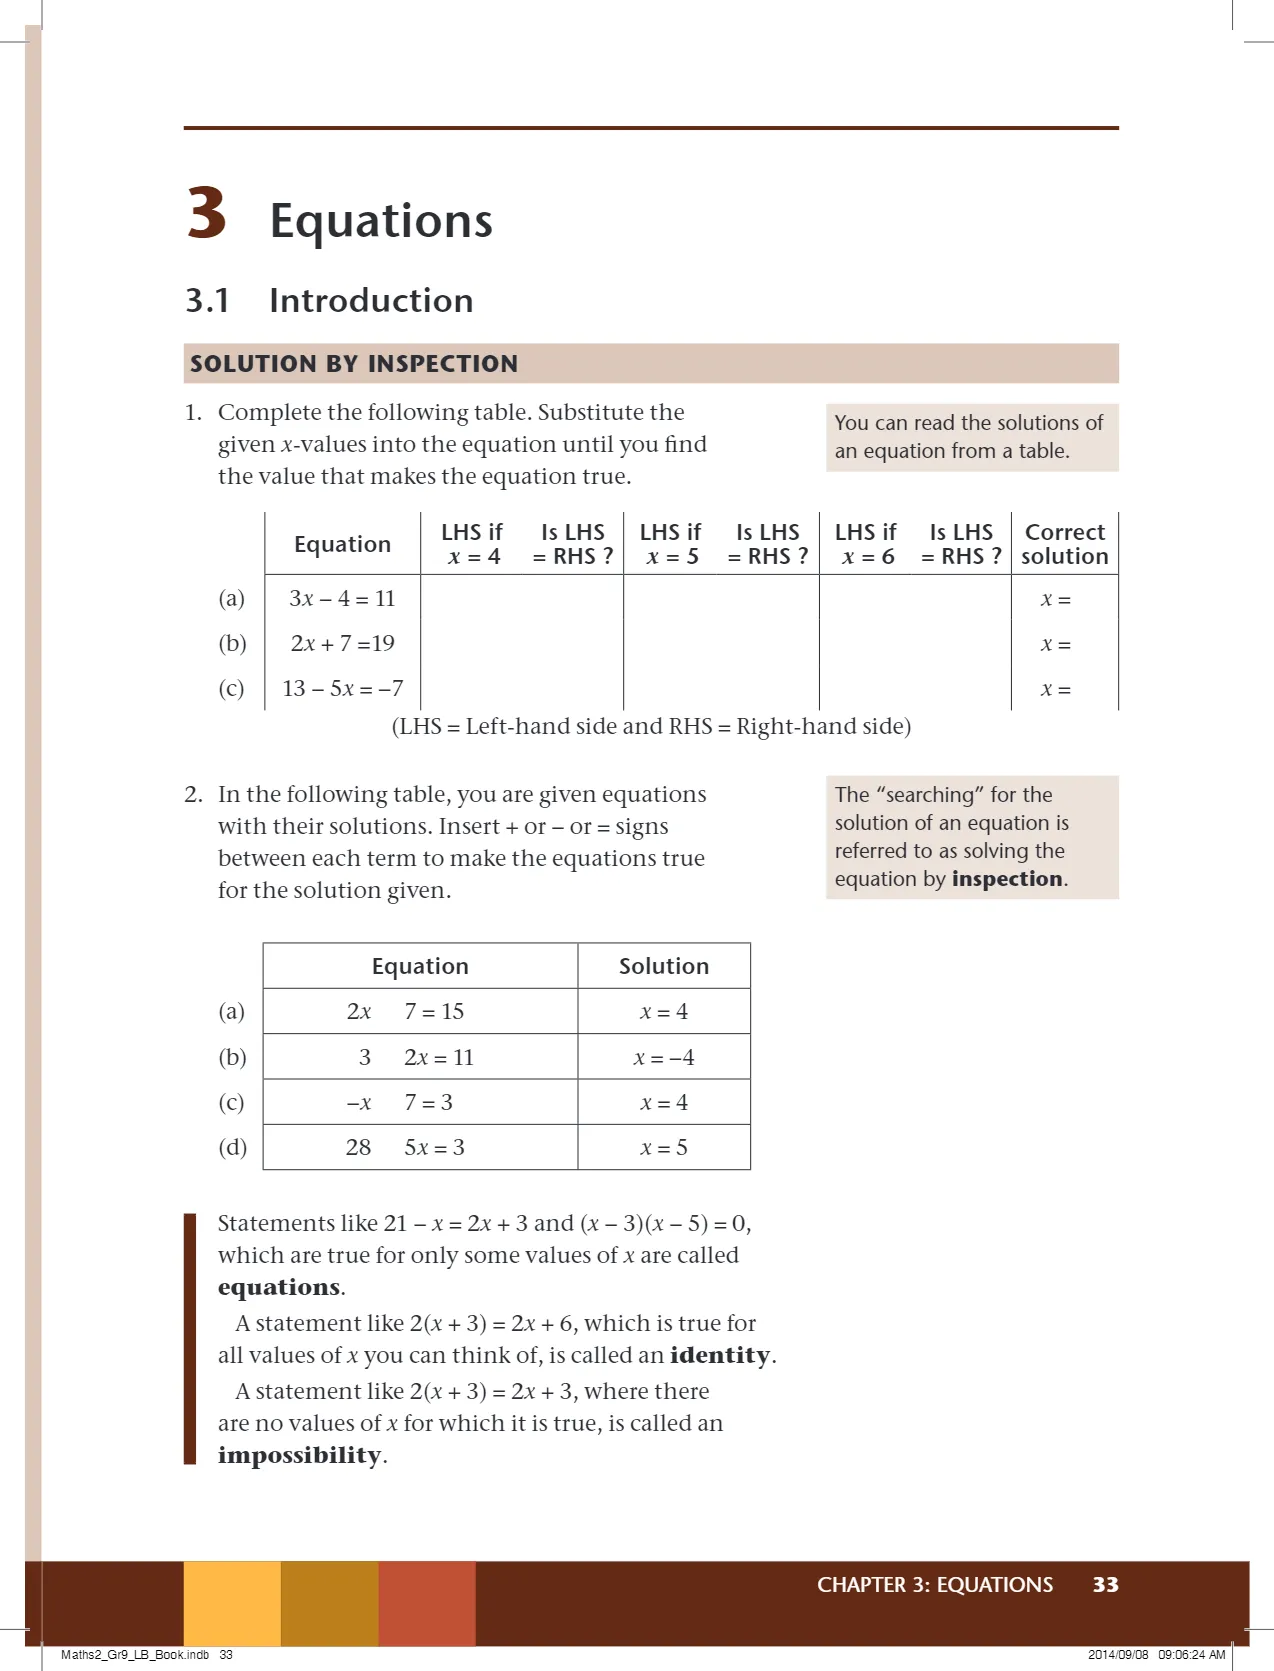 3 Equations
3.1 Introduction
SOLUTION BY INSPECTION
1. Complete the following table. Substitute the
given x-values into the equation until you find
the value that makes the equation true.
You can read the solutions of
an equation from a table.
Equation LHS if x = 4 Is LHS = RHS ? LHS if x = 5 Is LHS = RHS ? LHS if x = 6 Is LHS = RHS ? Correct solution
(a) 3x – 4 = 11 x =
(b) 2x + 7 =19 x =
(c) 13 – 5x = –7 x =
(LHS = Left-hand side and RHS = Right-hand side)
2. In the following table, you are given equations
with their solutions. Insert + or – or = signs
between each term to make the equations true
for the solution given.
The “searching” for the
solution of an equation is
referred to as solving the
equation by inspection.
Equation Solution
(a) 2x 7 = 15 x = 4
(b) 3 2x = 11 x = –4
(c) –x 7 = 3 x = 4
(d) 28 5x = 3 x = 5
Statements like 21 – x = 2x + 3 and (x – 3)(x – 5) = 0,
which are true for only some values of x are called
equations.
A statement like 2(x + 3) = 2x + 6, which is true for
all values of x you can think of, is called an identity.
A statement like 2(x + 3) = 2x + 3, where there
are no values of x for which it is true, is called an
impossibility.
CHAPTER 3: EQUATIONS 33
Maths2_Gr9_LB_Book.indb 33 2014/09/08 09:06:24 AM